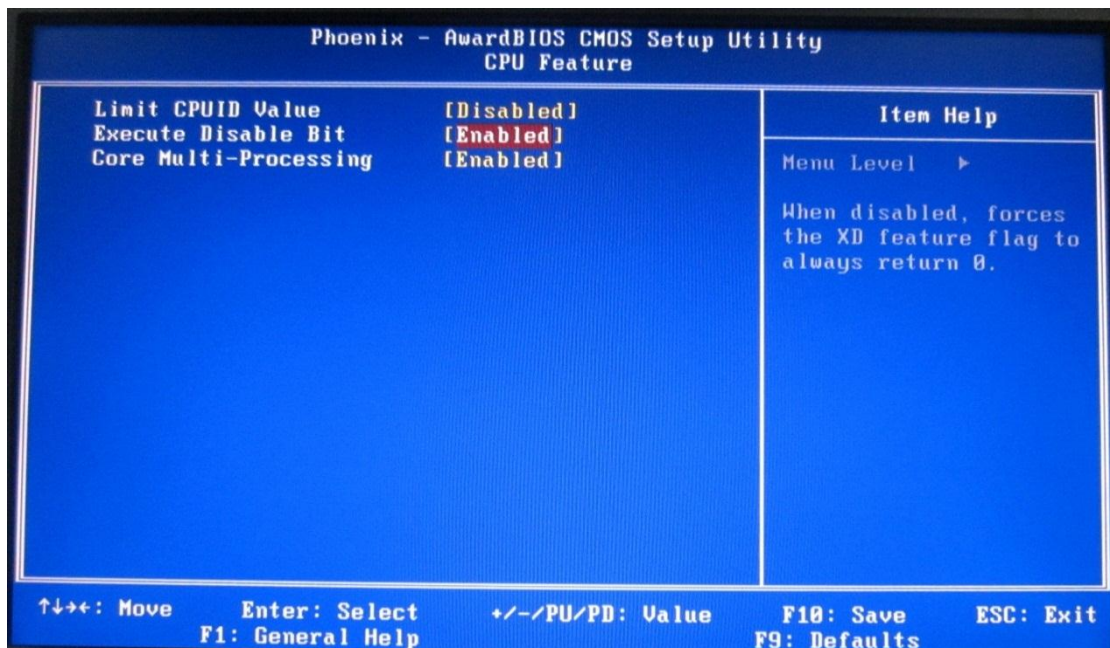 Phoenix - AwardBIOS CMOS Setup Utility
CPU Feature
Limit CPUID Value [Disabled]
Execute Disable Bit [Enabled]
Core Multi-Processing [Enabled]
Item Help
Menu Level ►
When disabled, forces
the XD feature flag to
always return 0.
↑↓→←: Move Enter: Select +/-/PU/PD: Value F10: Save ESC: Exit
F1: General Help F9: Defaults